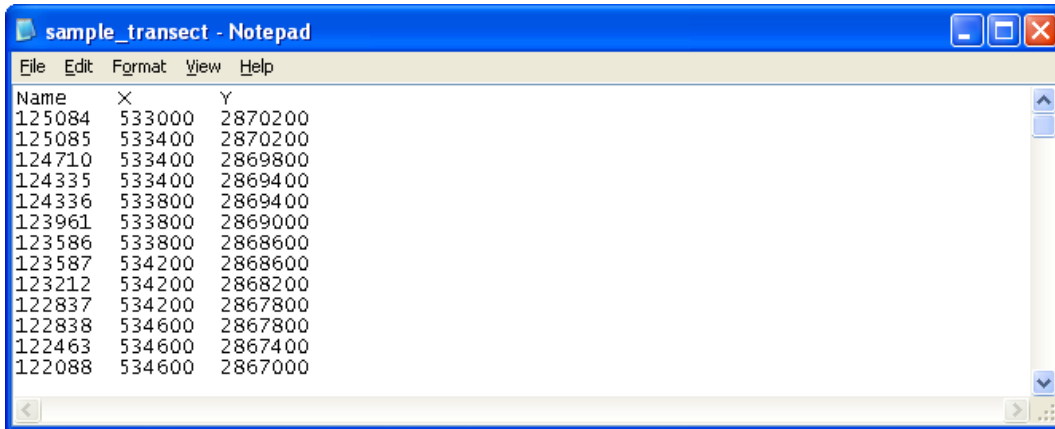 sample_transect - Notepad
File Edit Format View Help
Name X Y
125084 533000 2870200
125085 533400 2870200
124710 533400 2869800
124335 533400 2869400
124336 533800 2869400
123961 533800 2869000
123586 533800 2868600
123587 534200 2868600
123212 534200 2868200
122837 534200 2867800
122838 534600 2867800
122463 534600 2867400
122088 534600 2867000